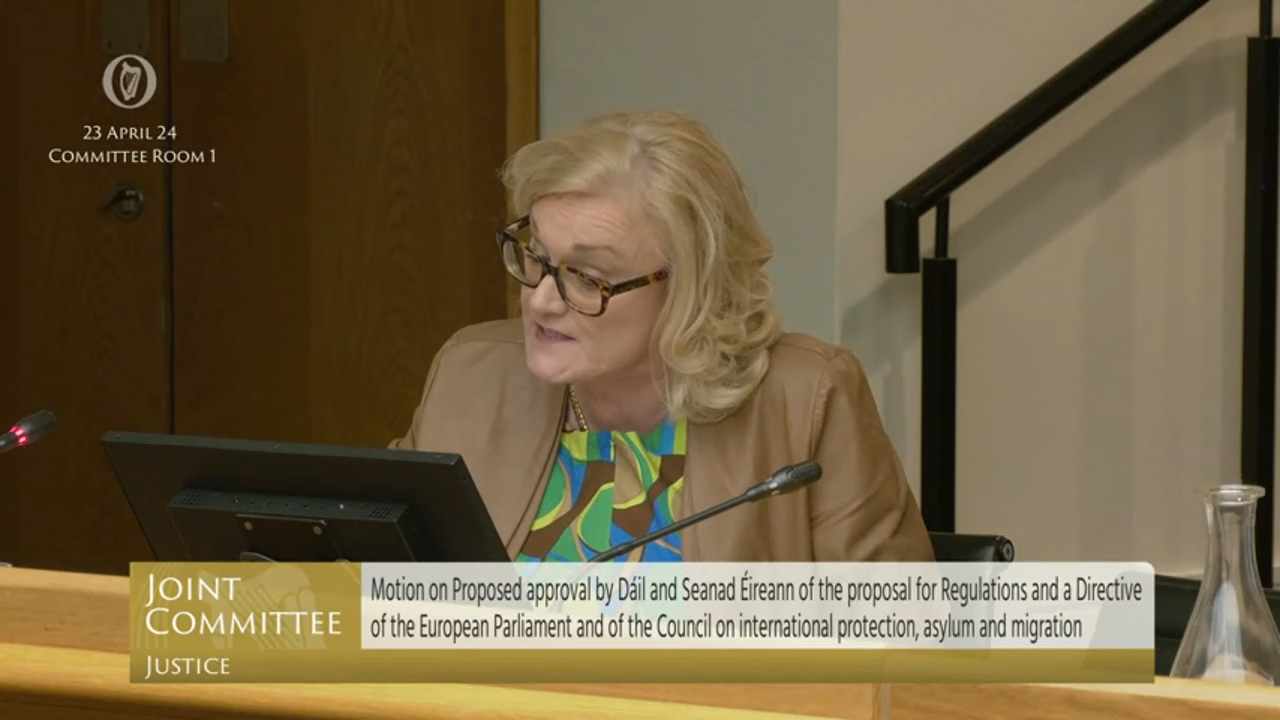 23 April 24
Committee Room 1
Joint
Committee
Justice
Motion on Proposed approval by Dáil and Seanad Éireann of the proposal for Regulations and a Directive
of the European Parliament and of the Council on international protection, asylum and migration